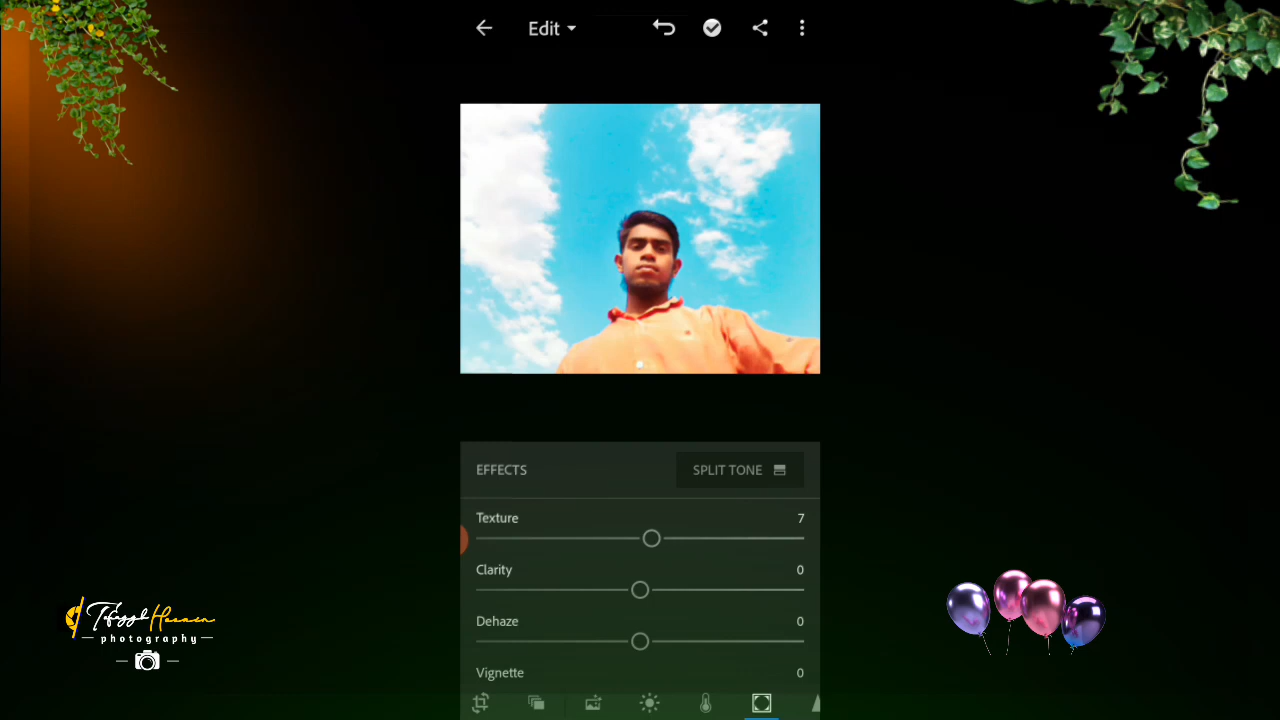 Edit
EFFECTS
SPLIT TONE
Texture 7
Clarity 0
Dehaze 0
Vignette 0
photography